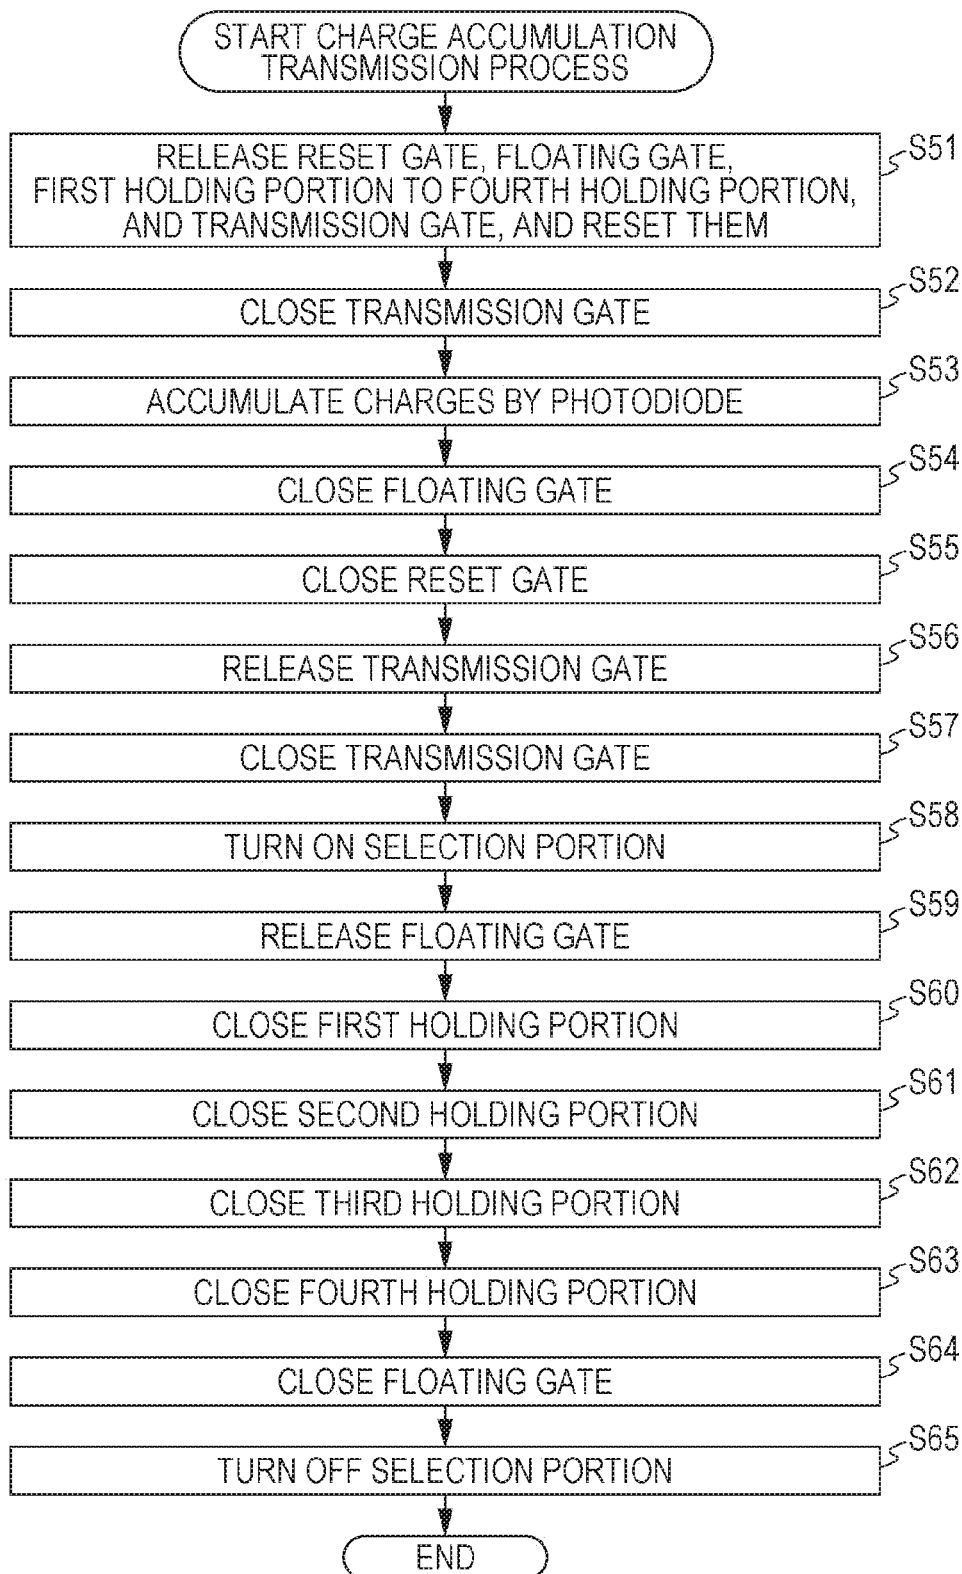 START CHARGE ACCUMULATION
TRANSMISSION PROCESS
S51
RELEASE RESET GATE, FLOATING GATE,
FIRST HOLDING PORTION TO FOURTH HOLDING PORTION,
AND TRANSMISSION GATE, AND RESET THEM
S52
CLOSE TRANSMISSION GATE
S53
ACCUMULATE CHARGES BY PHOTODIODE
S54
CLOSE FLOATING GATE
S55
CLOSE RESET GATE
S56
RELEASE TRANSMISSION GATE
S57
CLOSE TRANSMISSION GATE
S58
TURN ON SELECTION PORTION
S59
RELEASE FLOATING GATE
S60
CLOSE FIRST HOLDING PORTION
S61
CLOSE SECOND HOLDING PORTION
S62
CLOSE THIRD HOLDING PORTION
S63
CLOSE FOURTH HOLDING PORTION
S64
CLOSE FLOATING GATE
S65
TURN OFF SELECTION PORTION
END